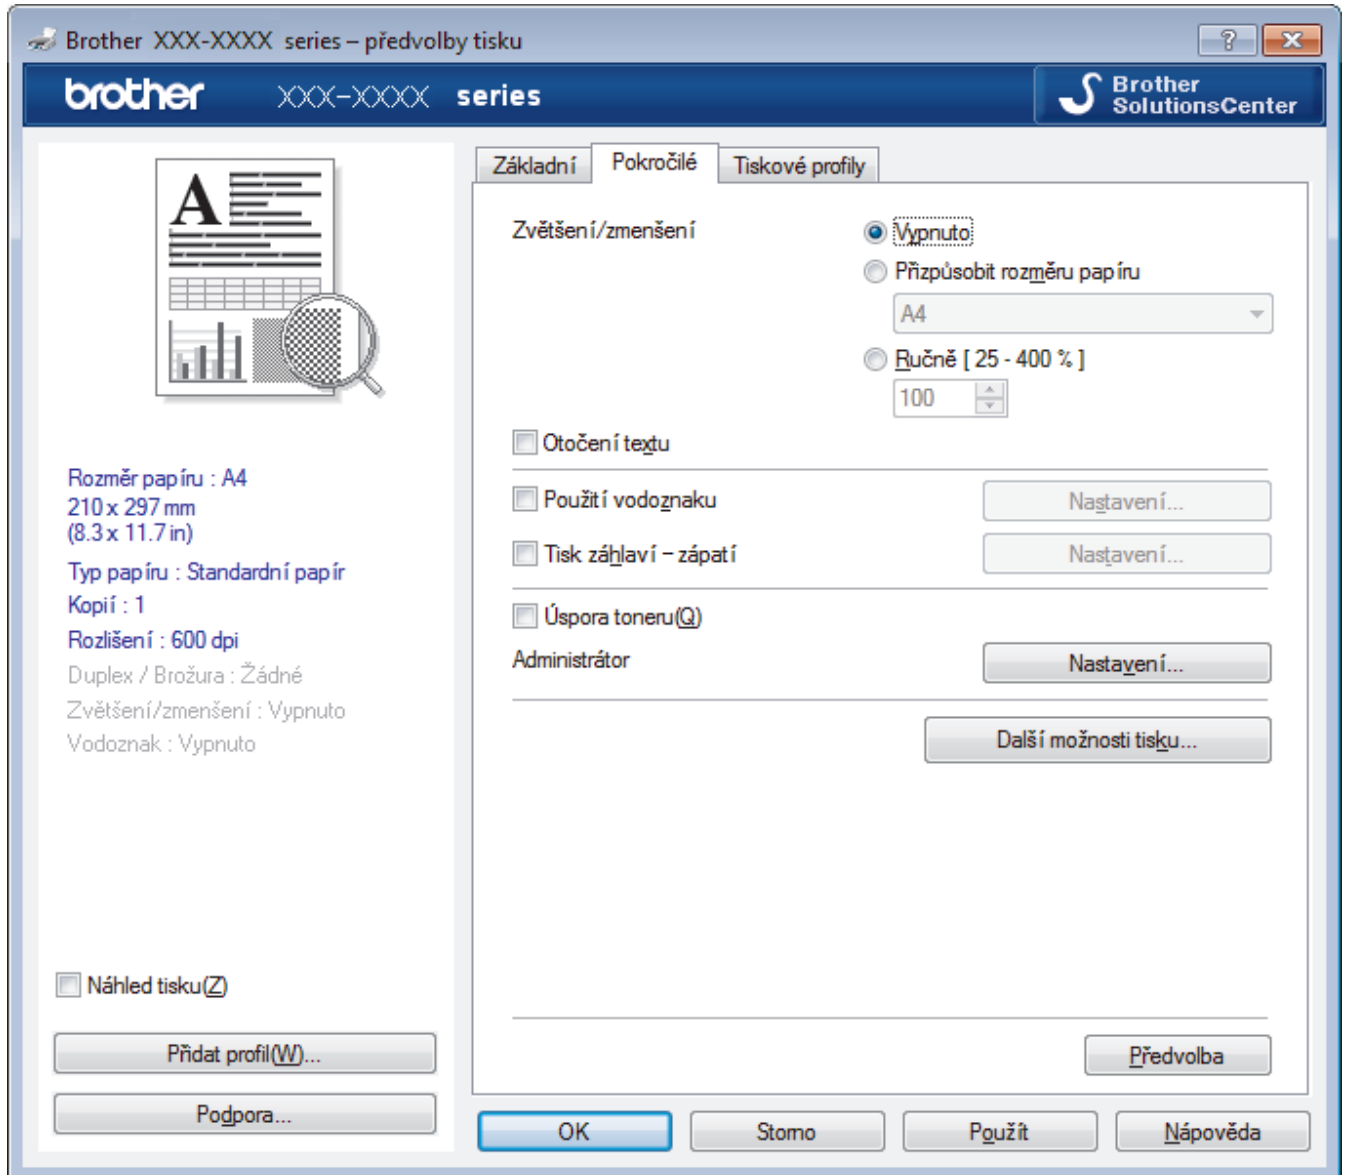 Brother XXX-XXXX series – předvolby tisku
brother XXX-XXXX series
Brother
SolutionsCenter
Základní Pokročilé Tiskové profily
A
Zvětšení/zmenšení
Vypnuto
Přizpůsobit rozměru papíru
A4
Ručně [ 25 - 400 % ]
100
Otočení textu
Použití vodoznaku Nastavení...
Tisk záhlaví – zápatí Nastavení...
Úspora toneru(Q)
Administrátor Nastavení...
Další možnosti tisku...
Předvolba
Rozměr papíru : A4
210 x 297 mm
(8.3 x 11.7 in)
Typ papíru : Standardní papír
Kopií : 1
Rozlišení : 600 dpi
Duplex / Brožura : Žádné
Zvětšení/zmenšení : Vypnuto
Vodoznak : Vypnuto
Náhled tisku(Z)
Přidat profil(W)...
Podpora...
OK Storno Použít Nápověda